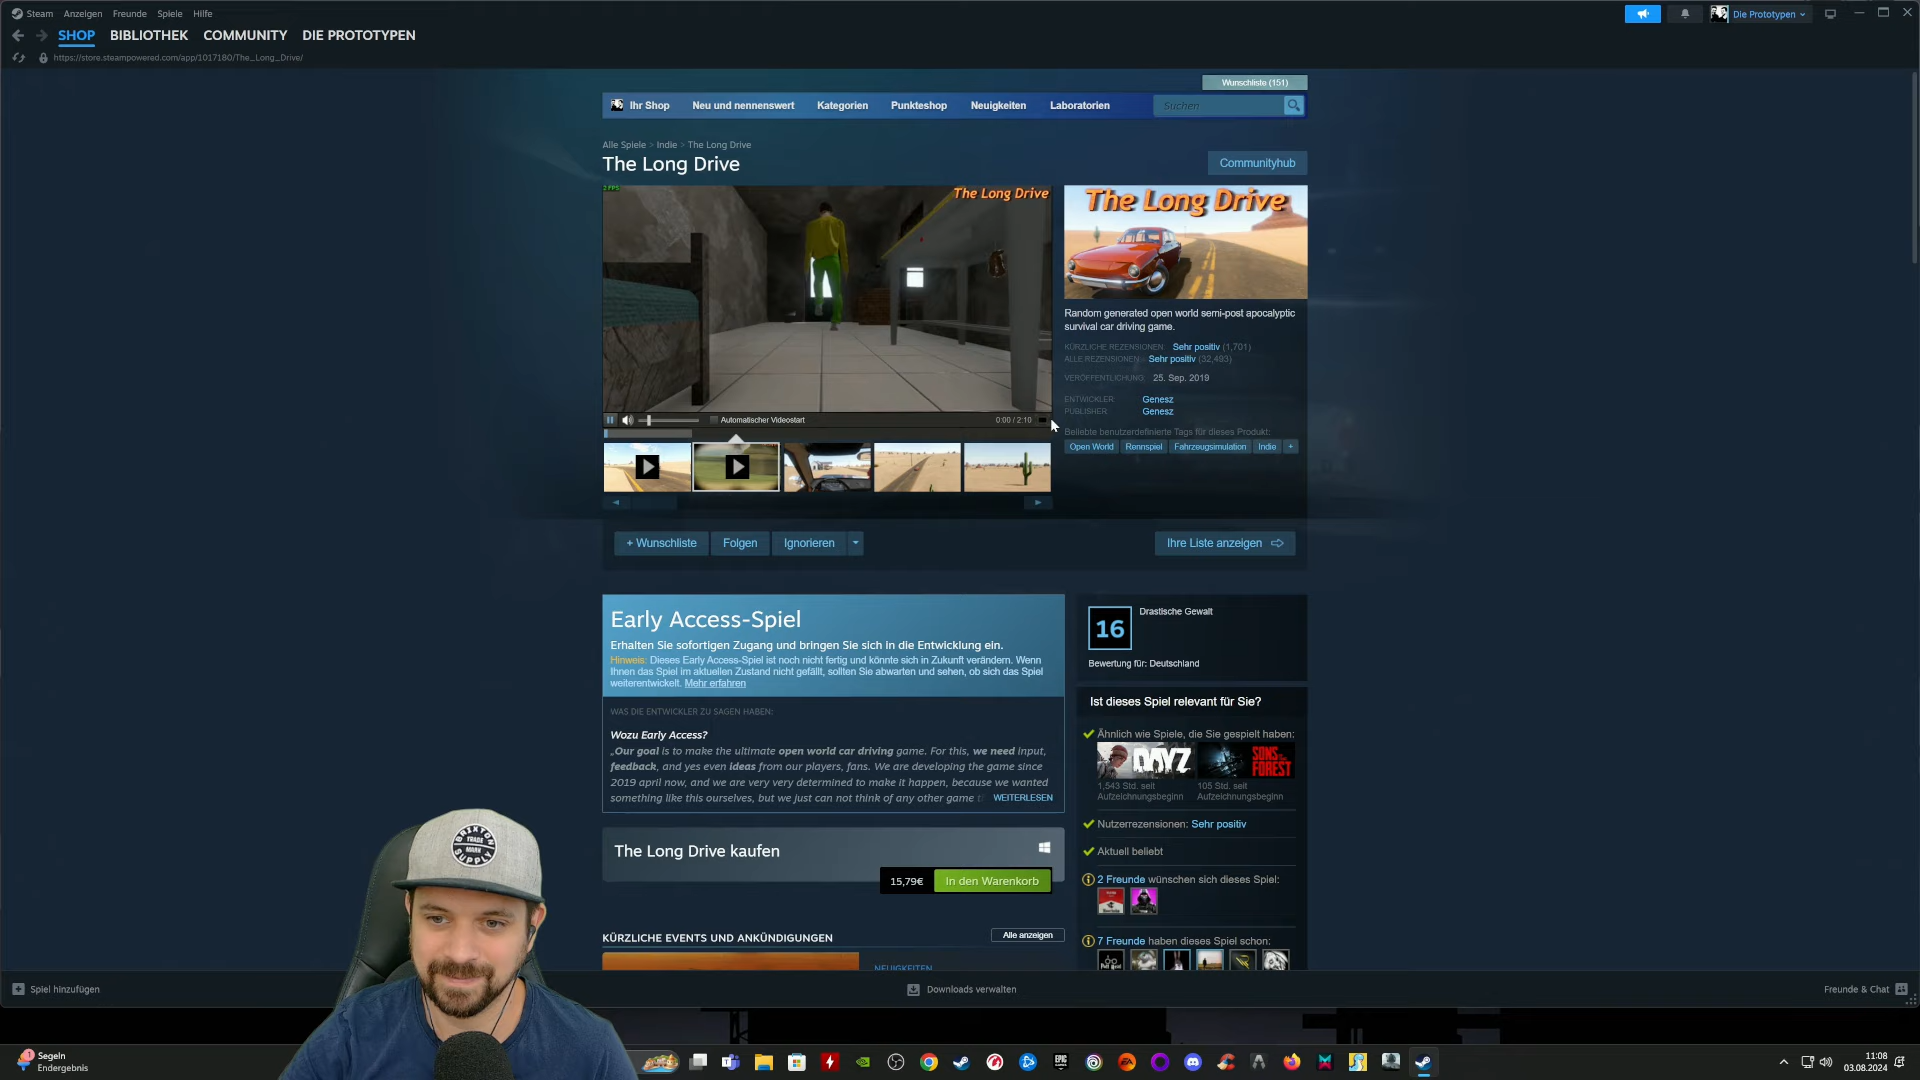 Steam Anzeigen Freunde Spiele Hilfe
Die Prototypen
SHOP BIBLIOTHEK COMMUNITY DIE PROTOTYPEN
https://store.steampowered.com/app/1017180/The_Long_Drive/
Wunschliste (151)
Ihr Shop Neu und nennenswert Kategorien Punkteshop Neuigkeiten Laboratorien Suchen
Alle Spiele > Indie > The Long Drive
The Long Drive
Communityhub
2 FPS
The Long Drive
The Long Drive
Random generated open world semi-post apocalyptic
survival car driving game.
KÜRZLICHE REZENSIONEN: Sehr positiv (1,701)
ALLE REZENSIONEN: Sehr positiv (32,493)
VERÖFFENTLICHUNG: 25. Sep. 2019
ENTWICKLER: Genesz
PUBLISHER: Genesz
Beliebte benutzerdefinierte Tags für dieses Produkt:
Open World Rennspiel Fahrzeugsimulation Indie +
Automatischer Videostart
0:00 / 2:10
+ Wunschliste Folgen Ignorieren
Ihre Liste anzeigen
Early Access-Spiel
Erhalten Sie sofortigen Zugang und bringen Sie sich in die Entwicklung ein.
Hinweis: Dieses Early Access-Spiel ist noch nicht fertig und könnte sich in Zukunft verändern. Wenn
Ihnen das Spiel im aktuellen Zustand nicht gefällt, sollten Sie abwarten und sehen, ob sich das Spiel
weiterentwickelt. Mehr erfahren
WAS DIE ENTWICKLER ZU SAGEN HABEN:
Wozu Early Access?
„Our goal is to make the ultimate open world car driving game. For this, we need input,
feedback, and yes even ideas from our players, fans. We are developing the game since
2019 april now, and we are very very determined to make it happen, because we wanted
something like this ourselves, but we just can not think of any other game t
WEITERLESEN
The Long Drive kaufen
15,79€ In den Warenkorb
KÜRZLICHE EVENTS UND ANKÜNDIGUNGEN
Alle anzeigen
NEUIGKEITEN
16
Drastische Gewalt
Bewertung für: Deutschland
Ist dieses Spiel relevant für Sie?
Ähnlich wie Spiele, die Sie gespielt haben:
DAYZ
SONS
FOREST
1,543 Std. seit
Aufzeichnungsbeginn
105 Std. seit
Aufzeichnungsbeginn
Nutzerrezensionen: Sehr positiv
Aktuell beliebt
2 Freunde wünschen sich dieses Spiel:
7 Freunde haben dieses Spiel schon:
BRIXTON
TRADE
MARK
SUPPLY
Spiel hinzufügen
Downloads verwalten
Freunde & Chat
1
Segeln
Endergebnis
EPIC
GAMES
EA
11:08
03.08.2024